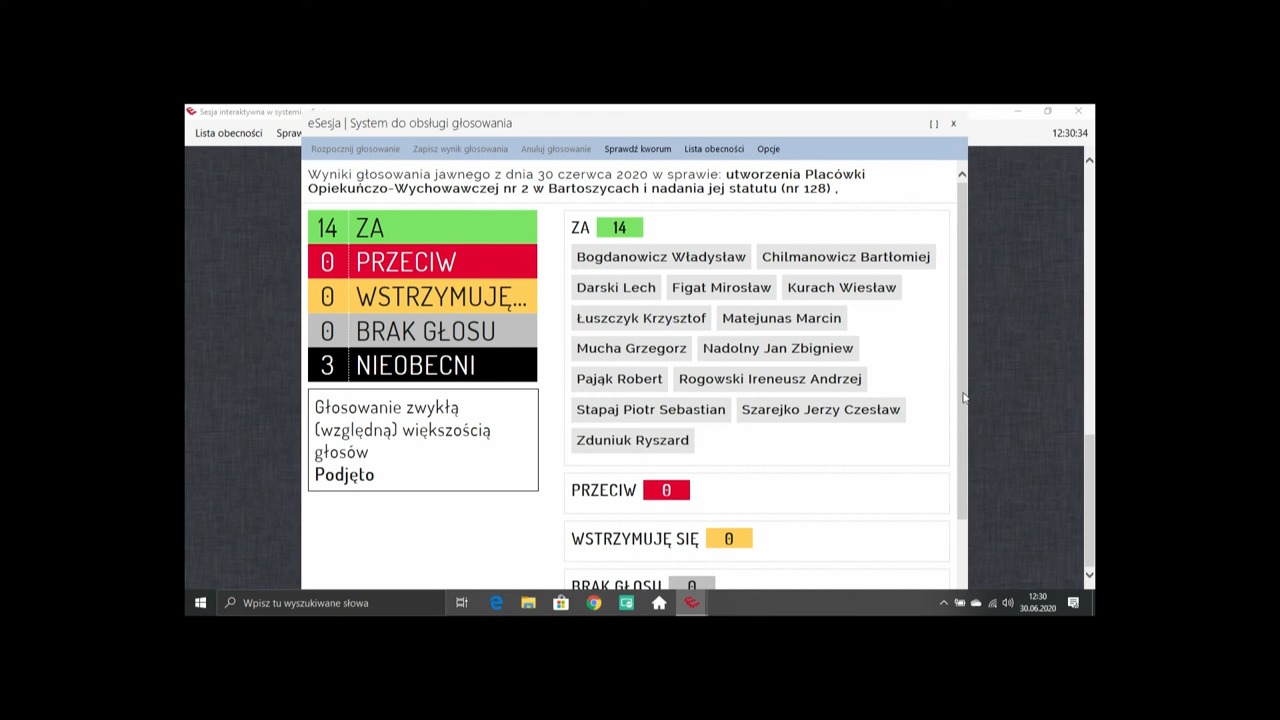 Sesja interaktywna w systemi
eSesja | System do obsługi głosowania
[ ] x
Lista obecności Spraw
12:30:34
Rozpocznij głosowanie Zapisz wynik głosowania Anuluj głosowanie Sprawdź kworum Lista obecności Opcje
Wyniki głosowania jawnego z dnia 30 czerwca 2020 w sprawie: utworzenia Placówki
Opiekuńczo-Wychowawczej nr 2 w Bartoszycach i nadania jej statutu (nr 128) ,
14 ZA
0 PRZECIW
0 WSTRZYMUJĘ...
0 BRAK GŁOSU
3 NIEOBECNI
Głosowanie zwykłą
(względną) większością
głosów
Podjęto
ZA 14
Bogdanowicz Władysław Chilmanowicz Bartłomiej
Darski Lech Figat Mirosław Kurach Wiesław
Łuszczyk Krzysztof Matejunas Marcin
Mucha Grzegorz Nadolny Jan Zbigniew
Pająk Robert Rogowski Ireneusz Andrzej
Stapaj Piotr Sebastian Szarejko Jerzy Czesław
Zduniuk Ryszard
PRZECIW 0
WSTRZYMUJĘ SIĘ 0
BRAK GŁOSU 0
Wpisz tu wyszukiwane słowa
12:30
30.06.2020